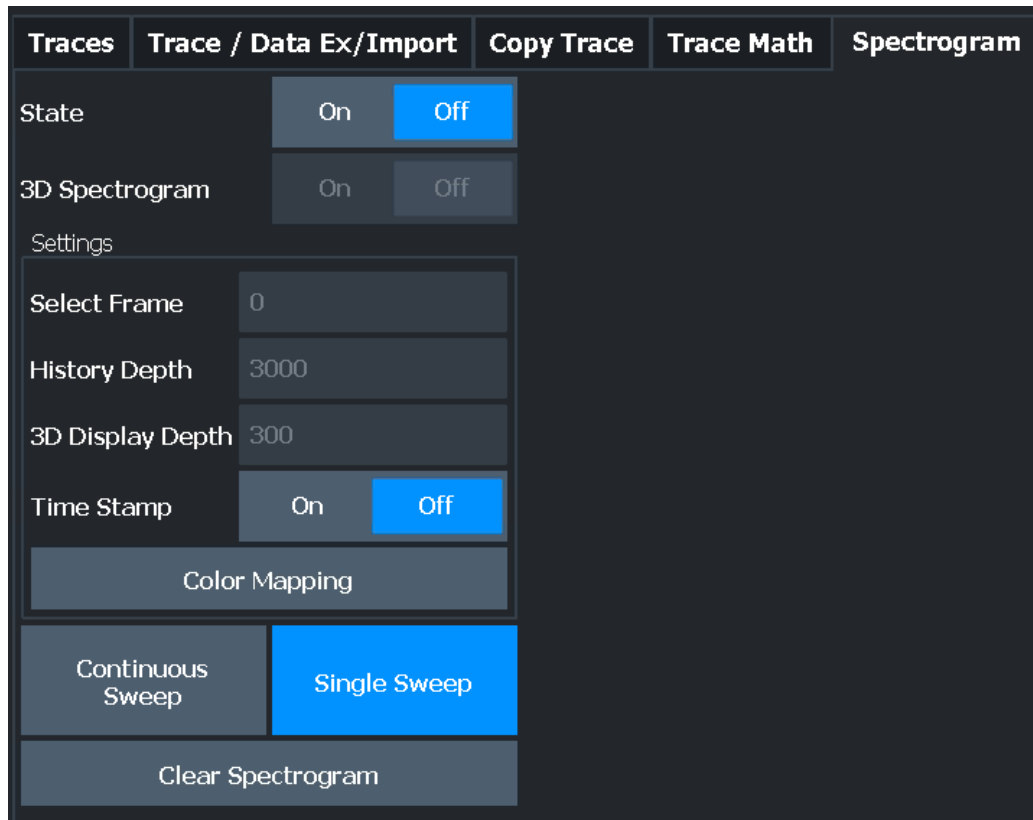 Traces Trace / Data Ex/Import Copy Trace Trace Math Spectrogram
State On Off
3D Spectrogram On Off
Settings
Select Frame 0
History Depth 3000
3D Display Depth 300
Time Stamp On Off
Color Mapping
Continuous
Sweep
Single Sweep
Clear Spectrogram